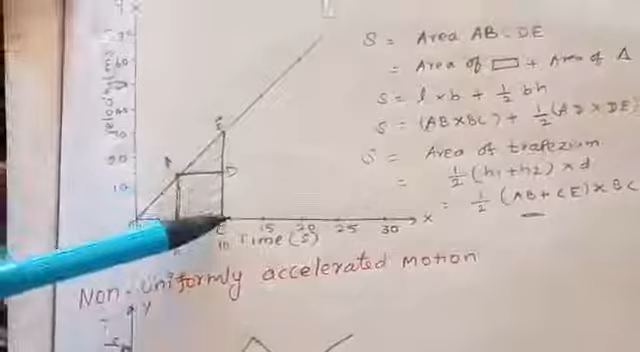 S = Area AB.DE
= Area of ▭ + Area of Δ
S = l × b + 1/2 bh
S = (AB×BC) + 1/2 (AD×DE)
S = Area of trapezium
= 1/2 (h1+h2) × d
= 1/2 (AB+CE) × BC
20
10
A
D
C
X
10
15
20
25
30
Time (S)
Non-uniformly accelerated motion
Y